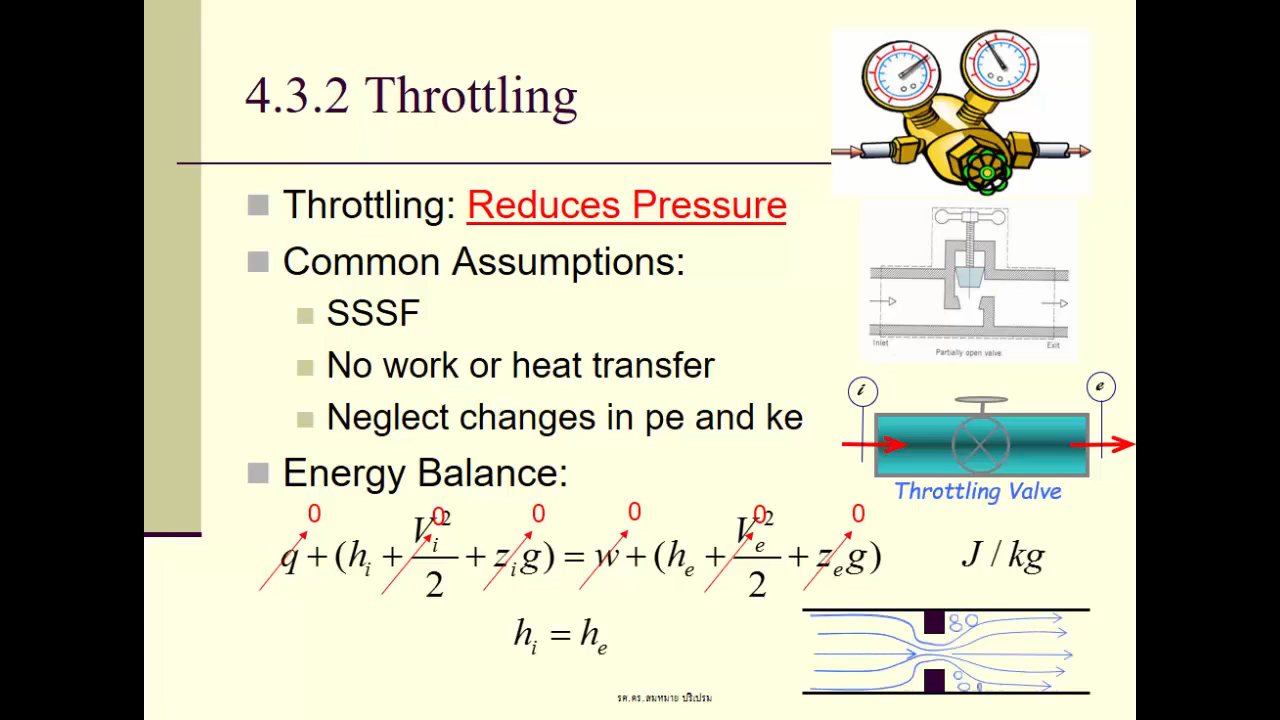 4.3.2 Throttling
Throttling: Reduces Pressure
Common Assumptions:
SSSF
No work or heat transfer
Neglect changes in pe and ke
Energy Balance:
0 0 0 0 0 0
q + (h_i + V_i^2/2 + z_i g) = w + (h_e + V_e^2/2 + z_e g) J / kg
h_i = h_e
Inlet
Exit
Partially open valve
i
e
Throttling Valve
รศ.ดร.สมหมาย ปรีเปรม